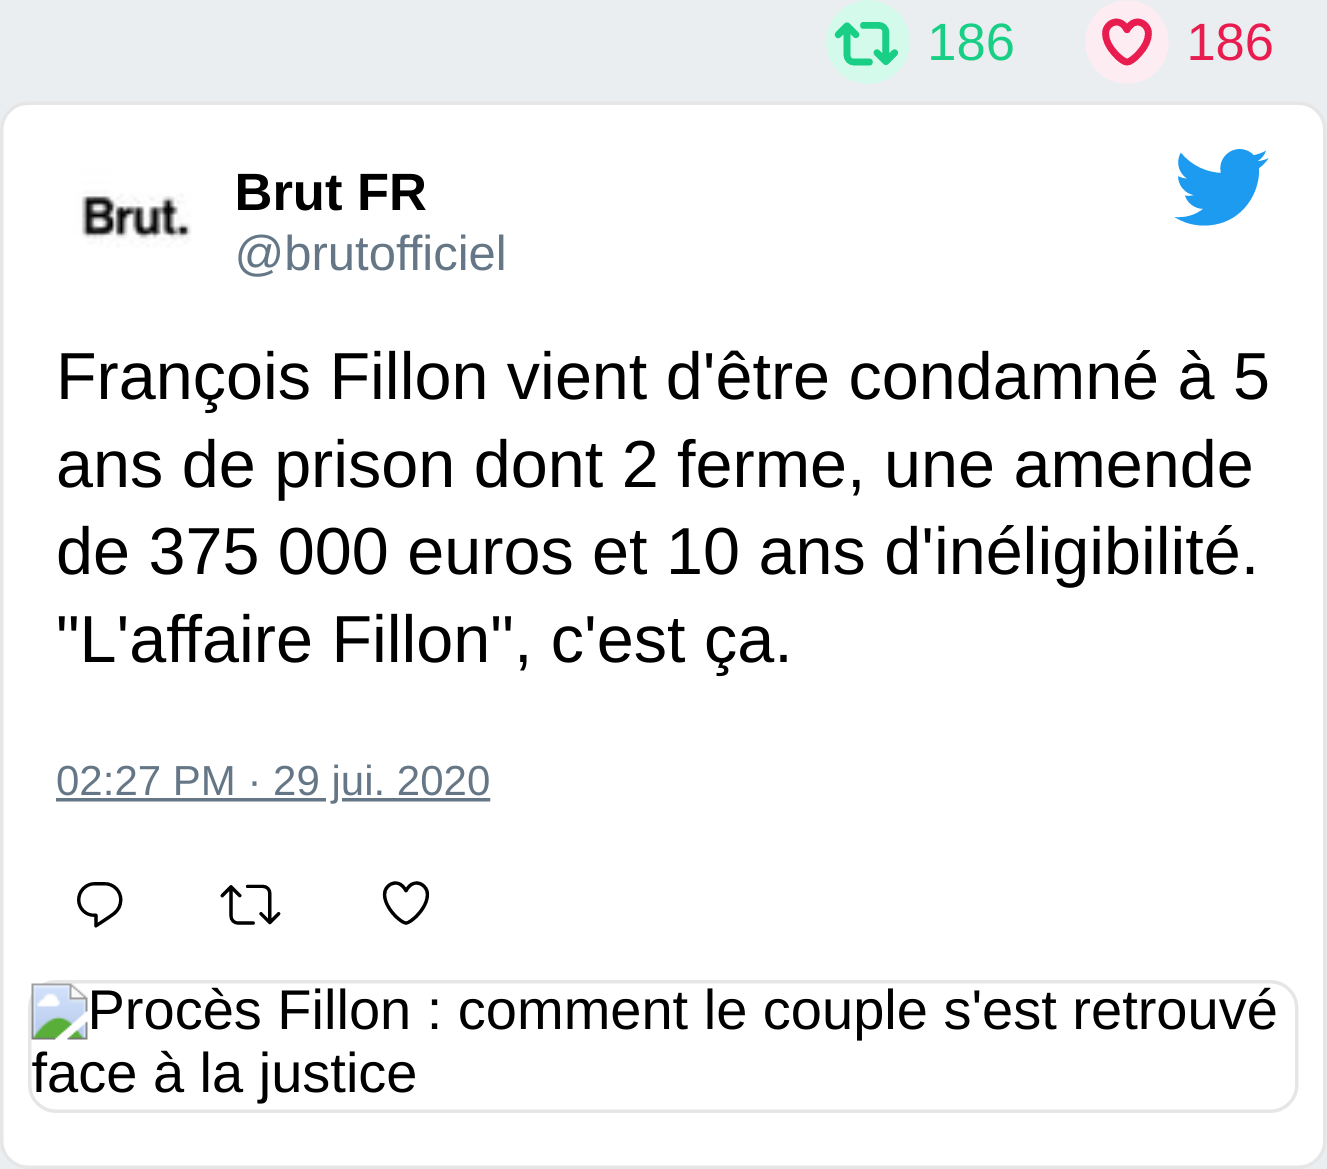 186 186
Brut.
Brut FR
@brutofficiel
François Fillon vient d'être condamné à 5
ans de prison dont 2 ferme, une amende
de 375 000 euros et 10 ans d'inéligibilité.
"L'affaire Fillon", c'est ça.
02:27 PM · 29 jui. 2020
Procès Fillon : comment le couple s'est retrouvé
face à la justice